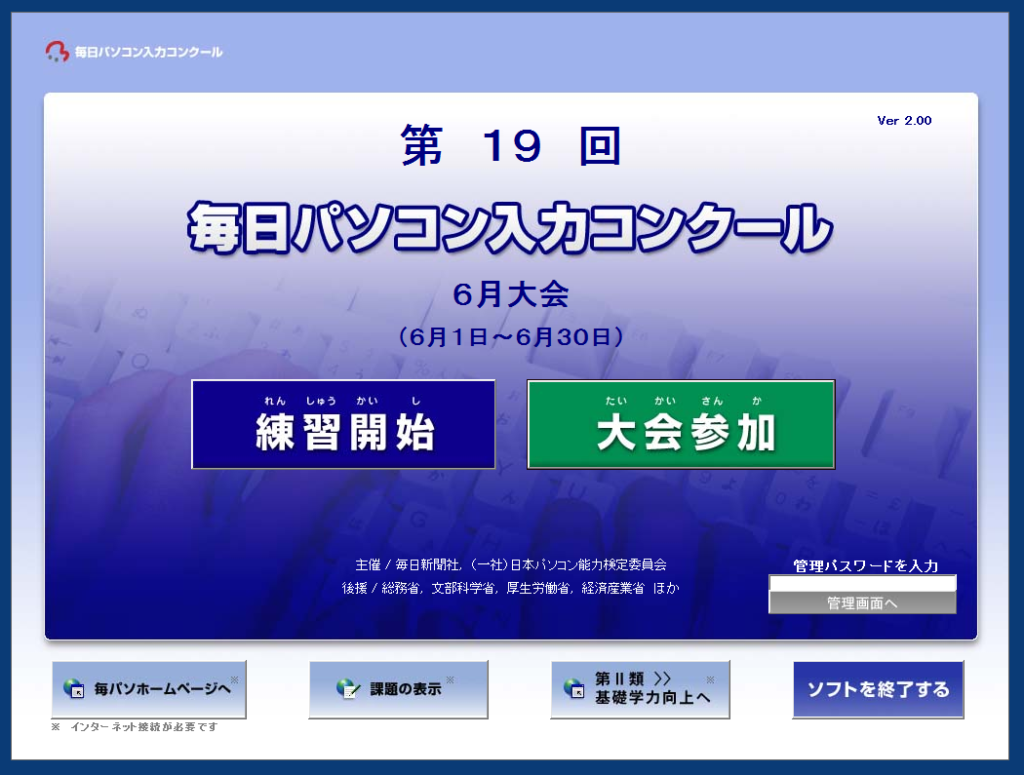 毎日パソコン入力コンクール
Ver 2.00
第 19 回
毎日パソコン入力コンクール
6月大会
(6月1日~6月30日)
れん しゅう かい し
練習開始
たい かい さん か
大会参加
主催 / 毎日新聞社, (一社)日本パソコン能力検定委員会
後援 / 総務省, 文部科学省, 厚生労働省, 経済産業省 ほか
管理パスワードを入力
管理画面へ
毎パソホームページへ※
課題の表示※
第Ⅱ類 >> ※
基礎学力向上へ
ソフトを終了する
※ インターネット接続が必要です